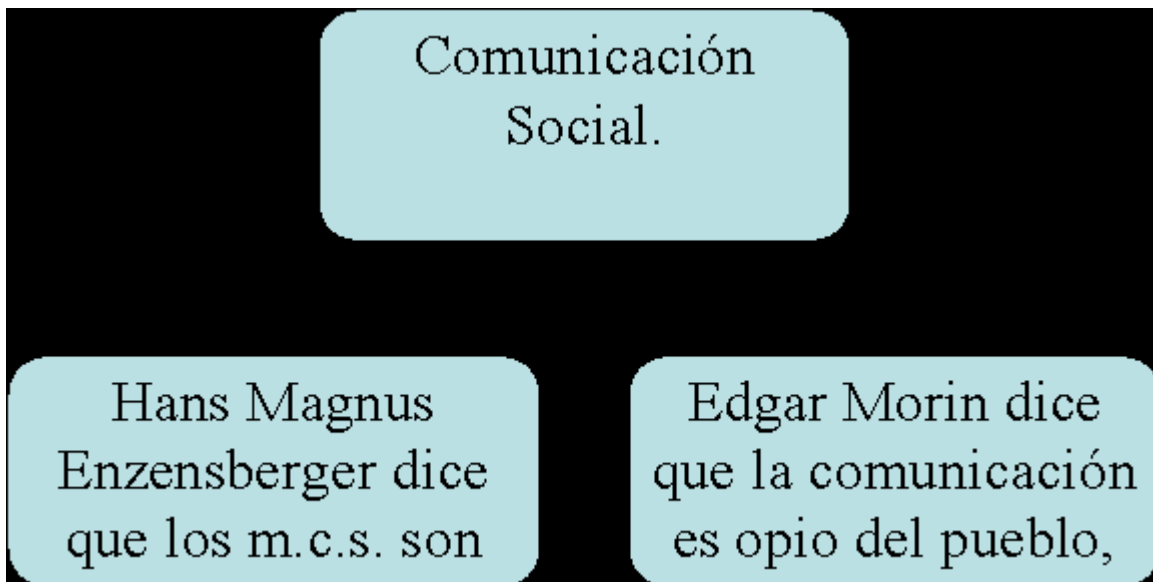 Comunicación
Social.
Hans Magnus
Enzensberger dice
que los m.c.s. son
Edgar Morin dice
que la comunicación
es opio del pueblo,